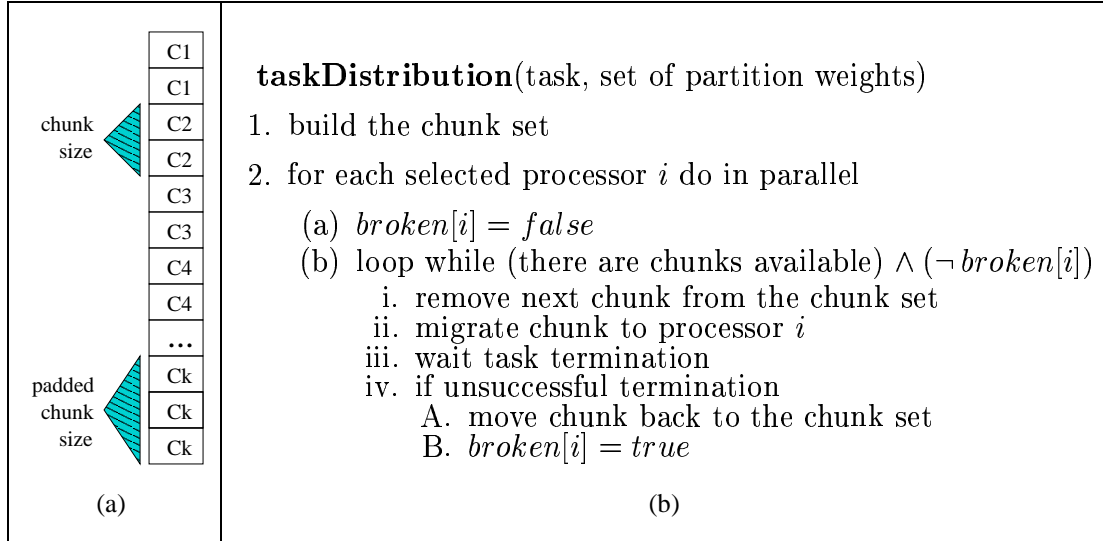 C1
C1
C2
C2
C3
C3
C4
C4
...
Ck
Ck
Ck
chunk
size
padded
chunk
size
(a)
taskDistribution(task, set of partition weights)
1. build the chunk set
2. for each selected processor i do in parallel
(a) broken[i] = false
(b) loop while (there are chunks available) ∧ (¬ broken[i])
i. remove next chunk from the chunk set
ii. migrate chunk to processor i
iii. wait task termination
iv. if unsuccessful termination
A. move chunk back to the chunk set
B. broken[i] = true
(b)